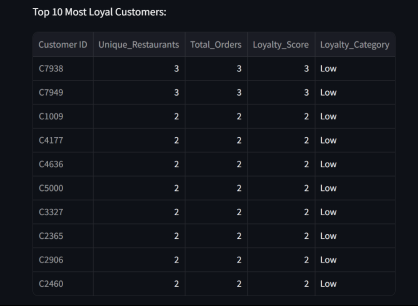 Top 10 Most Loyal Customers:
Customer ID Unique_Restaurants Total_Orders Loyalty_Score Loyalty_Category
C7938 3 3 3 Low
C7949 3 3 3 Low
C1009 2 2 2 Low
C4177 2 2 2 Low
C4636 2 2 2 Low
C5000 2 2 2 Low
C3327 2 2 2 Low
C2365 2 2 2 Low
C2906 2 2 2 Low
C2460 2 2 2 Low